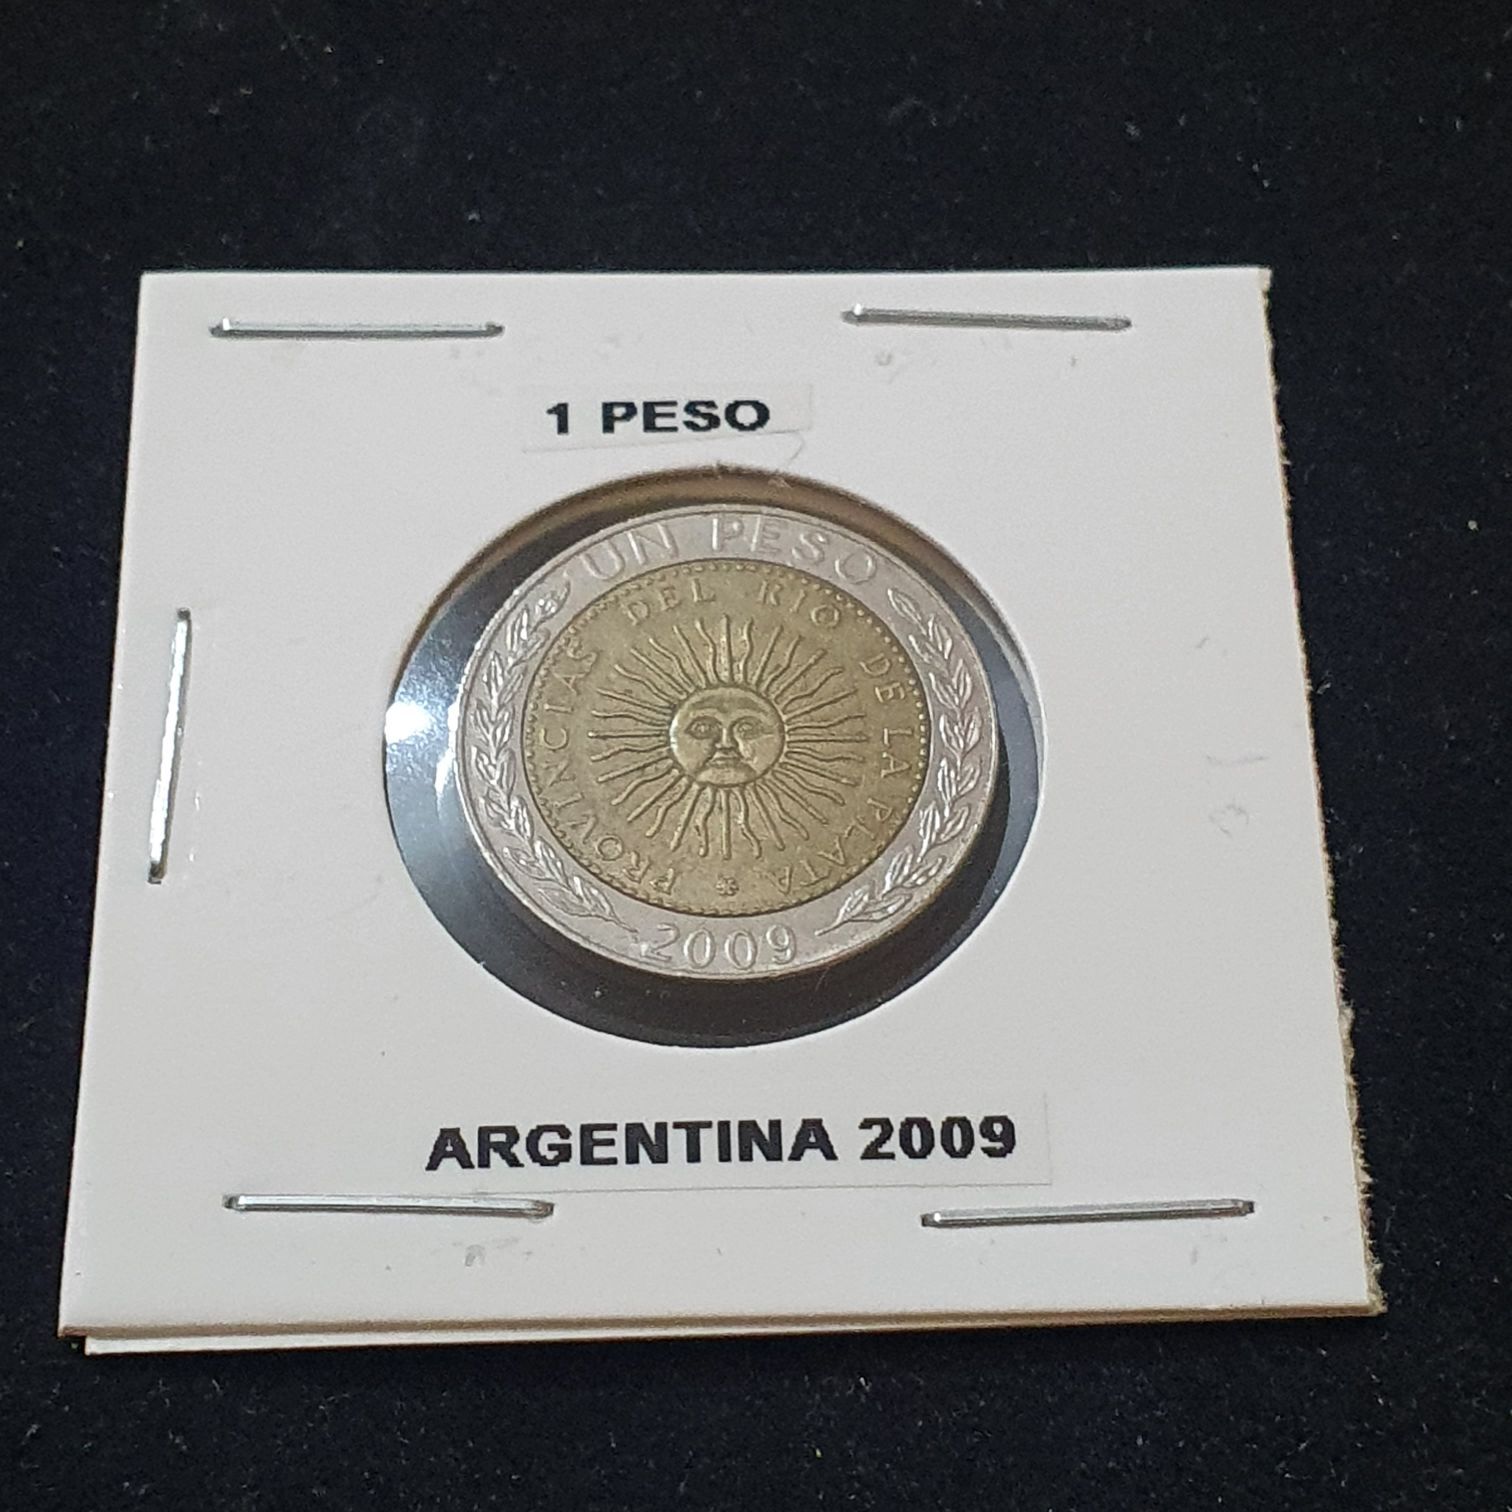 1 PESO
UN PESO
PROVINCIAS DEL RIO DE LA PLATA
2009
ARGENTINA 2009